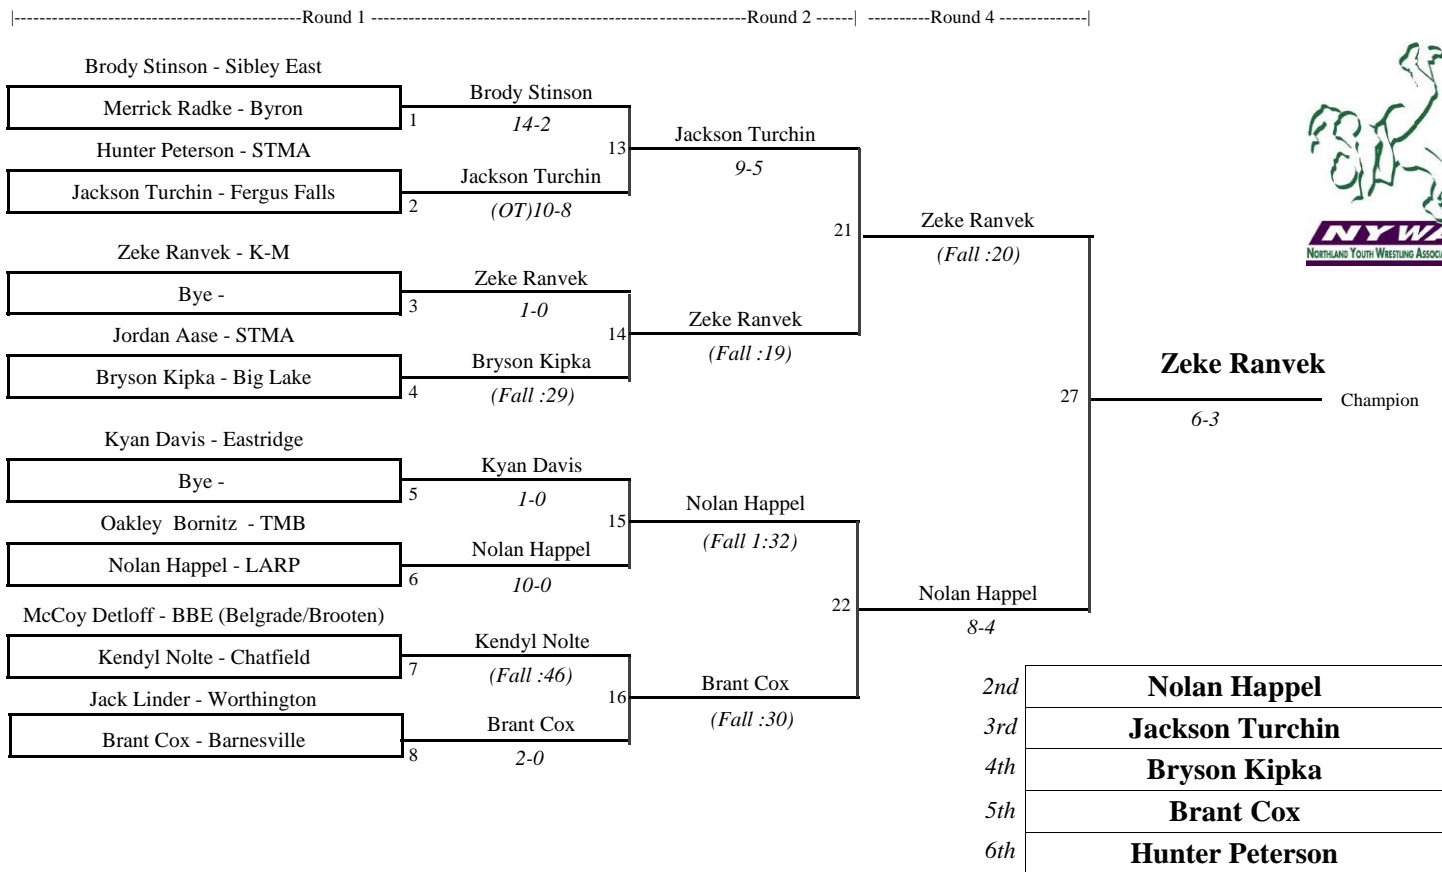 |----------------------------------------Round 1 ----------------------------------------------------Round 2 ------| ----------Round 4 --------------|
Brody Stinson - Sibley East
Merrick Radke - Byron
1
Hunter Peterson - STMA
Jackson Turchin - Fergus Falls
2
Zeke Ranvek - K-M
Bye -
3
Jordan Aase - STMA
Bryson Kipka - Big Lake
4
Kyan Davis - Eastridge
Bye -
5
Oakley  Bornitz  - TMB
Nolan Happel - LARP
6
McCoy Detloff - BBE (Belgrade/Brooten)
Kendyl Nolte - Chatfield
7
Jack Linder - Worthington
Brant Cox - Barnesville
8
Brody Stinson
14-2
13
Jackson Turchin
(OT)10-8
Zeke Ranvek
1-0
14
Bryson Kipka
(Fall :29)
Kyan Davis
1-0
15
Nolan Happel
10-0
Kendyl Nolte
(Fall :46)
16
Brant Cox
2-0
Jackson Turchin
9-5
21
Zeke Ranvek
(Fall :19)
Nolan Happel
(Fall 1:32)
22
Brant Cox
(Fall :30)
Zeke Ranvek
(Fall :20)
27
Nolan Happel
8-4
NYWA
NORTHLAND YOUTH WRESTLING
Zeke Ranvek
Champion
6-3
2nd Nolan Happel
3rd Jackson Turchin
4th Bryson Kipka
5th Brant Cox
6th Hunter Peterson